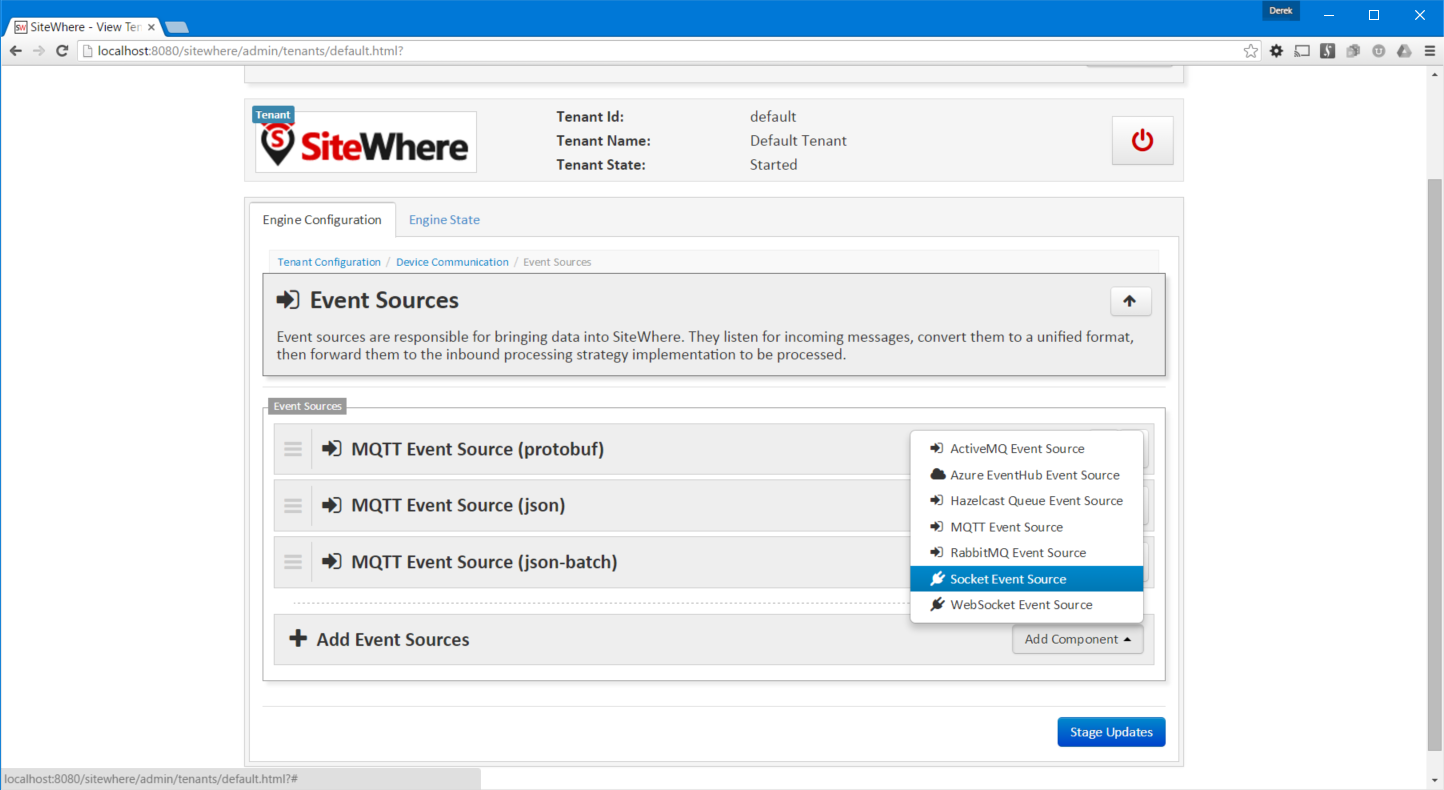 Derek
SW SiteWhere - View Ten
localhost:8080/sitewhere/admin/tenants/default.html?
Tenant
S SiteWhere
Tenant Id: default
Tenant Name: Default Tenant
Tenant State: Started
Engine Configuration Engine State
Tenant Configuration / Device Communication / Event Sources
Event Sources
Event sources are responsible for bringing data into SiteWhere. They listen for incoming messages, convert them to a unified format,
then forward them to the inbound processing strategy implementation to be processed.
Event Sources
MQTT Event Source (protobuf)
MQTT Event Source (json)
MQTT Event Source (json-batch)
ActiveMQ Event Source
Azure EventHub Event Source
Hazelcast Queue Event Source
MQTT Event Source
RabbitMQ Event Source
Socket Event Source
WebSocket Event Source
Add Event Sources
Add Component
Stage Updates
localhost:8080/sitewhere/admin/tenants/default.html?#